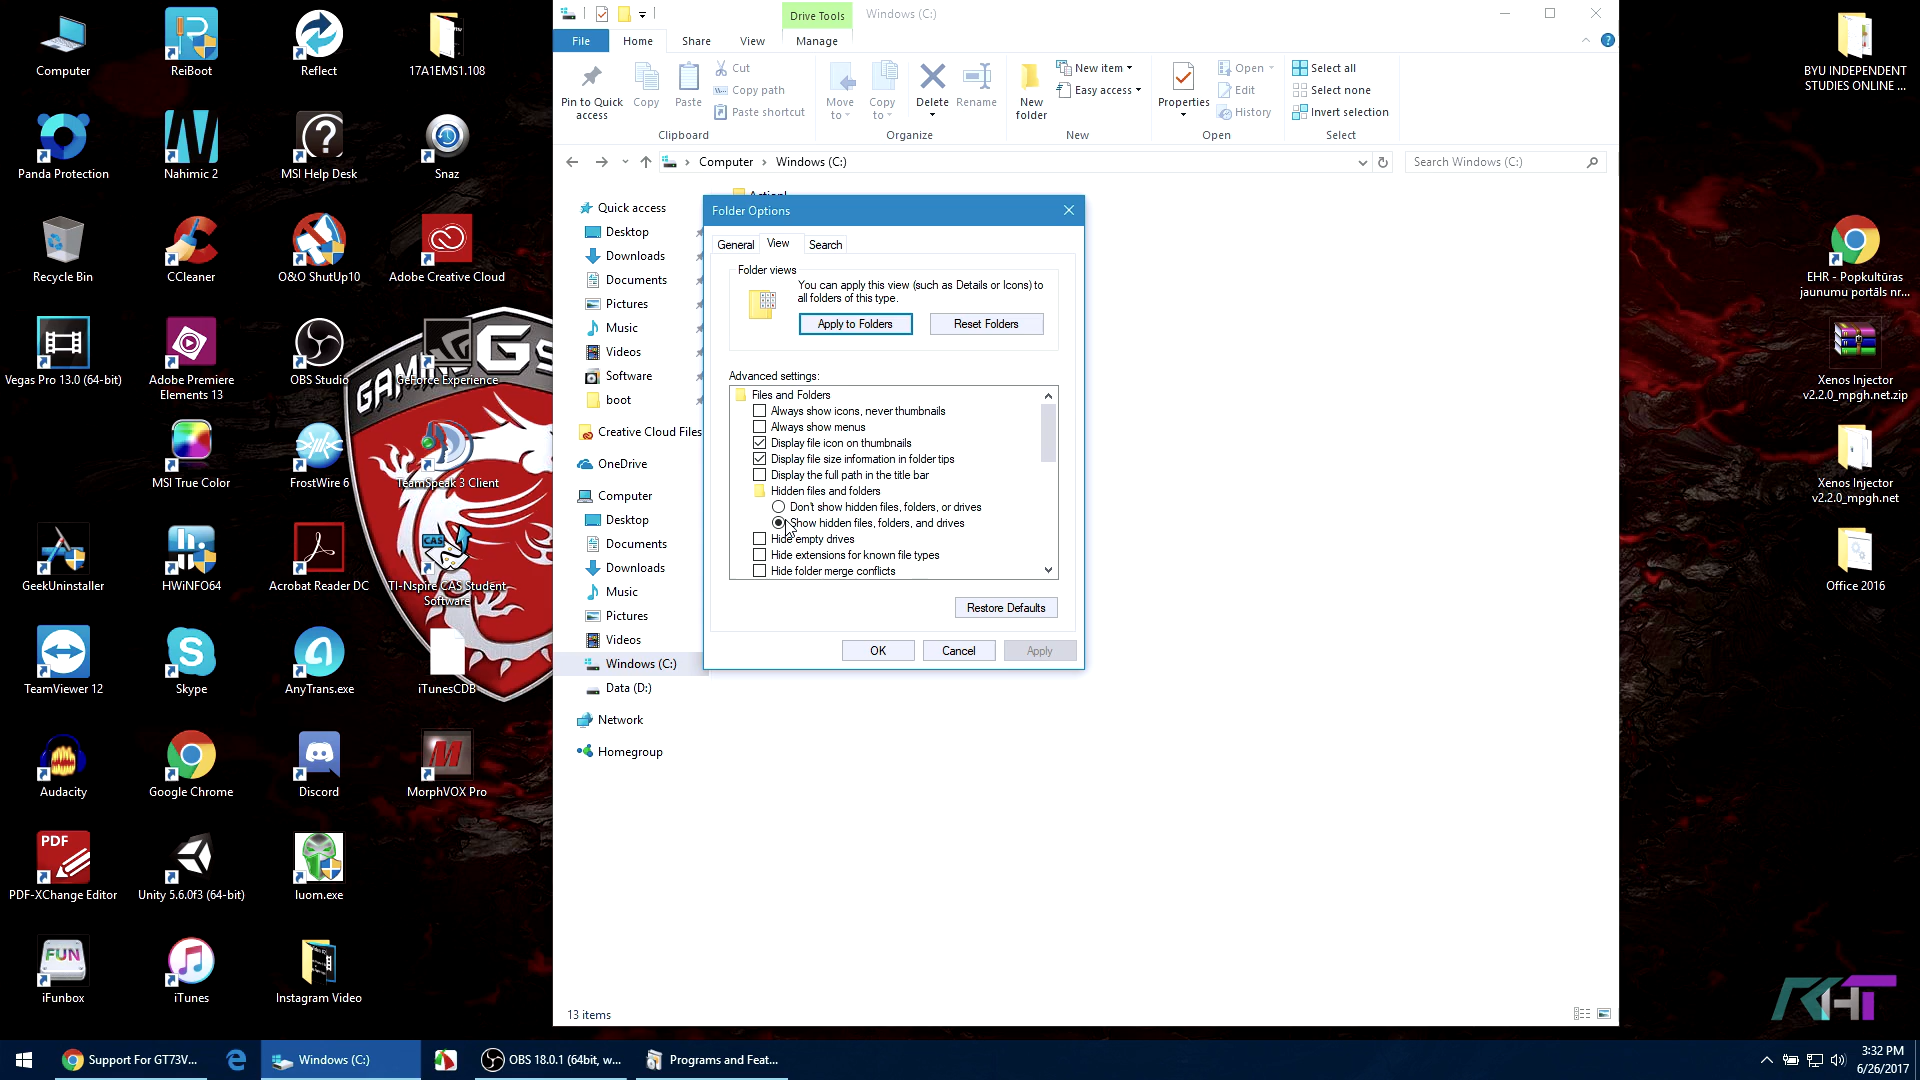 Computer
ReiBoot
Reflect
17A1EMS1.108
Panda Protection
Nahimic 2
MSI Help Desk
Snaz
Recycle Bin
CCleaner
O&O ShutUp10
Adobe Creative Cloud
Vegas Pro 13.0 (64-bit)
Adobe Premiere
Elements 13
OBS Studio
GeForce Experience
GAMING GS
MSI True Color
FrostWire 6
TeamSpeak 3 Client
GeekUninstaller
HWiNFO64
Acrobat Reader DC
CAS
TI-Nspire CAS Student
Software
TeamViewer 12
Skype
AnyTrans.exe
iTunesCDB
Audacity
Google Chrome
Discord
MorphVOX Pro
PDF
PDF-XChange Editor
Unity 5.6.0f3 (64-bit)
luom.exe
FUN
iFunbox
iTunes
Instagram Video
Drive Tools
Windows (C:)
File
Home
Share
View
Manage
Pin to Quick
access
Copy
Paste
Cut
Copy path
Paste shortcut
Clipboard
Move
to
Copy
to
Delete
Rename
Organize
New
folder
New item
Easy access
New
Properties
Open
Edit
History
Open
Select all
Select none
Invert selection
Select
Computer
Windows (C:)
Search Windows (C:)
Quick access
Desktop
Downloads
Documents
Pictures
Music
Videos
Software
boot
Creative Cloud Files
OneDrive
Computer
Desktop
Documents
Downloads
Music
Pictures
Videos
Windows (C:)
Data (D:)
Network
Homegroup
13 items
Action!
Folder Options
General
View
Search
Folder views
You can apply this view (such as Details or Icons) to
all folders of this type.
Apply to Folders
Reset Folders
Advanced settings:
Files and Folders
Always show icons, never thumbnails
Always show menus
Display file icon on thumbnails
Display file size information in folder tips
Display the full path in the title bar
Hidden files and folders
Don't show hidden files, folders, or drives
Show hidden files, folders, and drives
Hide empty drives
Hide extensions for known file types
Hide folder merge conflicts
Restore Defaults
OK
Cancel
Apply
BYU INDEPENDENT
STUDIES ONLINE ...
EHR - Popkultūras
jaunumu portāls nr...
Xenos Injector
v2.2.0_mpgh.net.zip
Xenos Injector
v2.2.0_mpgh.net
Office 2016
RHT
Support For GT73V...
Windows (C:)
OBS 18.0.1 (64bit, w...
Programs and Feat...
3:32 PM
6/26/2017